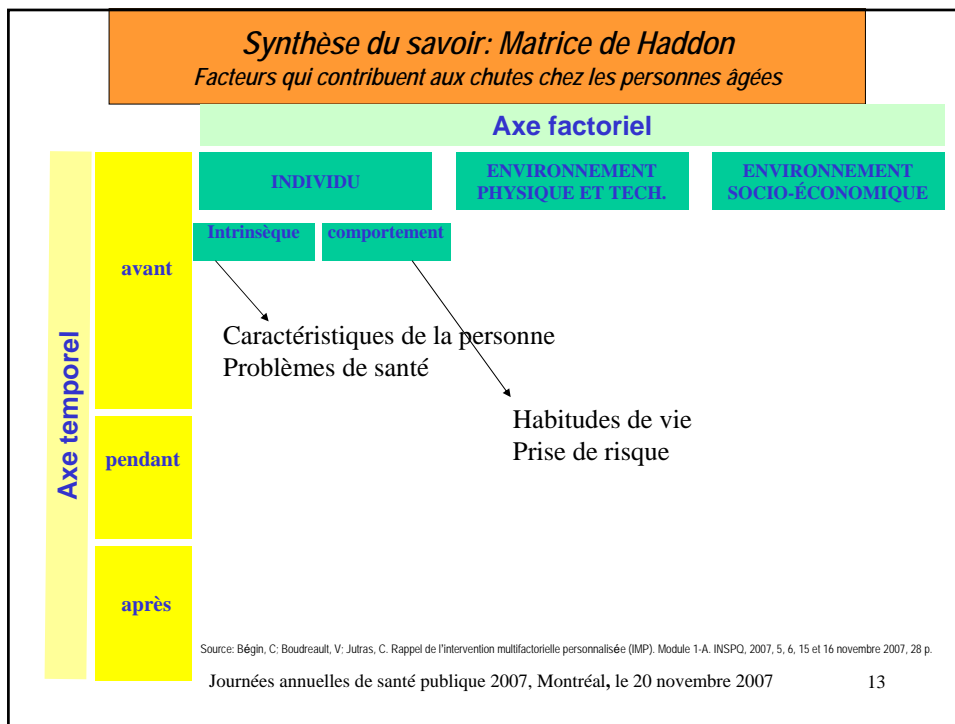 Synthèse du savoir: Matrice de Haddon
Facteurs qui contribuent aux chutes chez les personnes âgées
Axe factoriel
INDIVIDU
ENVIRONNEMENT
PHYSIQUE ET TECH.
ENVIRONNEMENT
SOCIO-ÉCONOMIQUE
Intrinsèque
comportement
Axe temporel
avant
Caractéristiques de la personne
Problèmes de santé
Habitudes de vie
Prise de risque
pendant
après
Source: Bégin, C; Boudreault, V; Jutras, C. Rappel de l'intervention multifactorielle personnalisée (IMP). Module 1-A. INSPQ, 2007, 5, 6, 15 et 16 novembre 2007, 28 p.
Journées annuelles de santé publique 2007, Montréal, le 20 novembre 2007
13